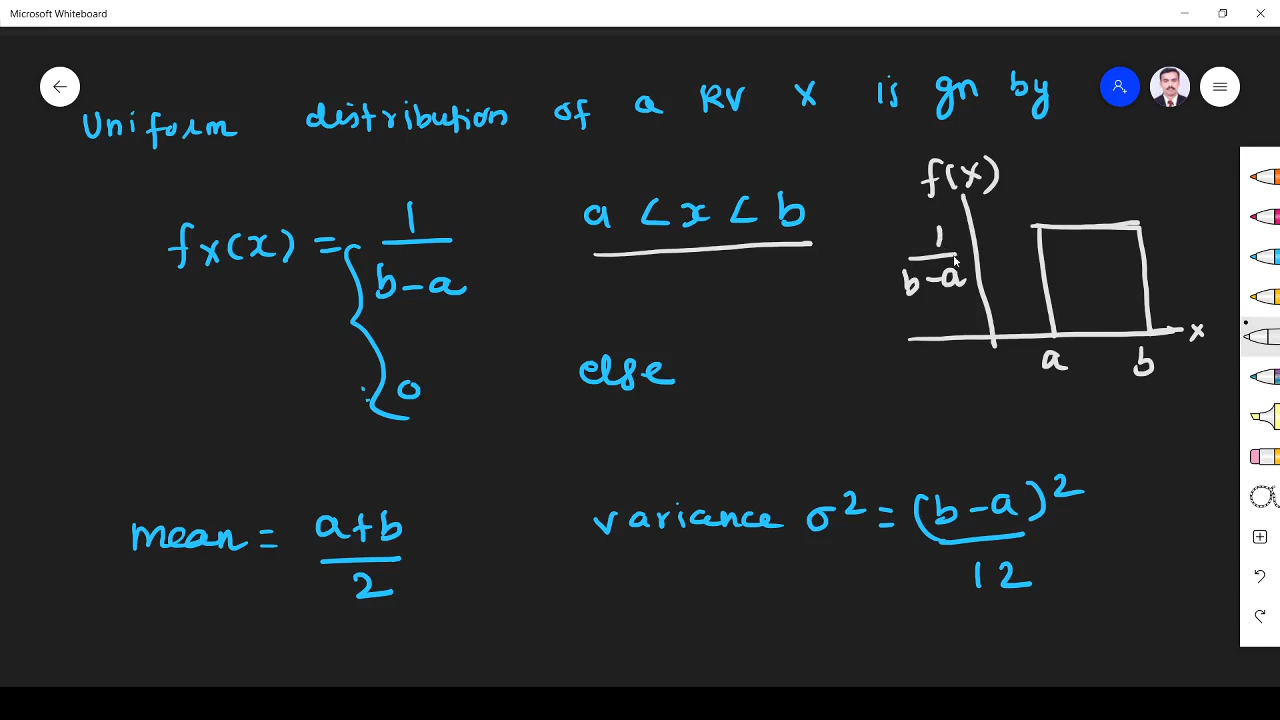 Microsoft Whiteboard
Uniform distribution of a RV X is gn by
fx(x) = { 1/(b-a) a < x < b
0 else
f(x)
1/(b-a)
a b x
mean = (a+b)/2 variance σ² = (b-a)²/12